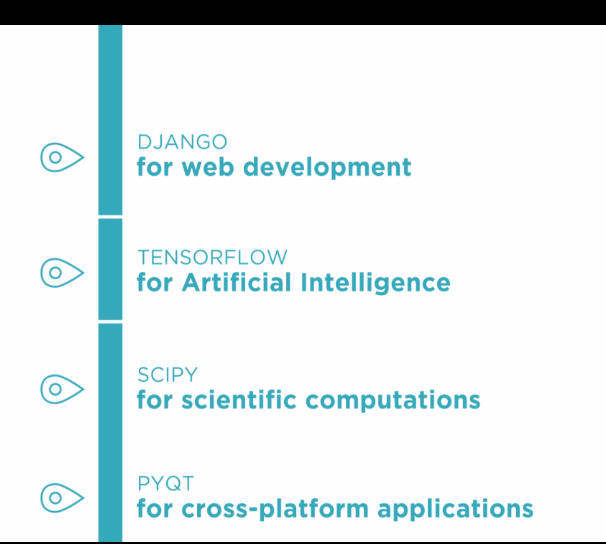 DJANGO
for web development
TENSORFLOW
for Artificial Intelligence
SCIPY
for scientific computations
PYQT
for cross-platform applications